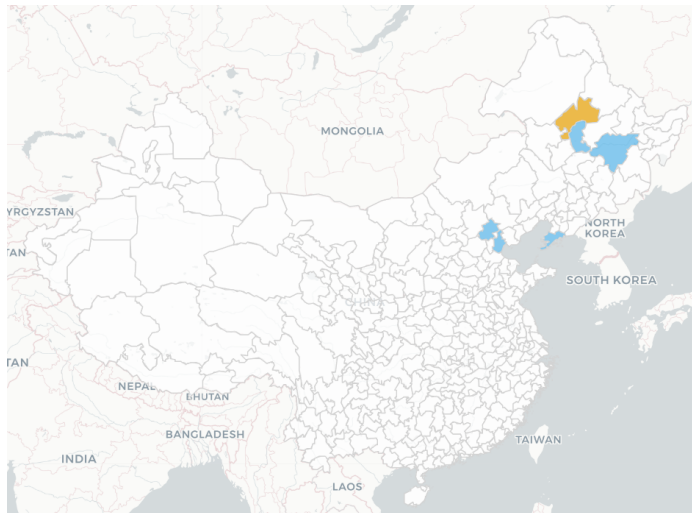 MONGOLIA
YRGYZSTAN
TAN
NORTH
KOREA
SOUTH KOREA
TAN
NEPAL
BHUTAN
BANGLADESH
TAIWAN
INDIA
LAOS